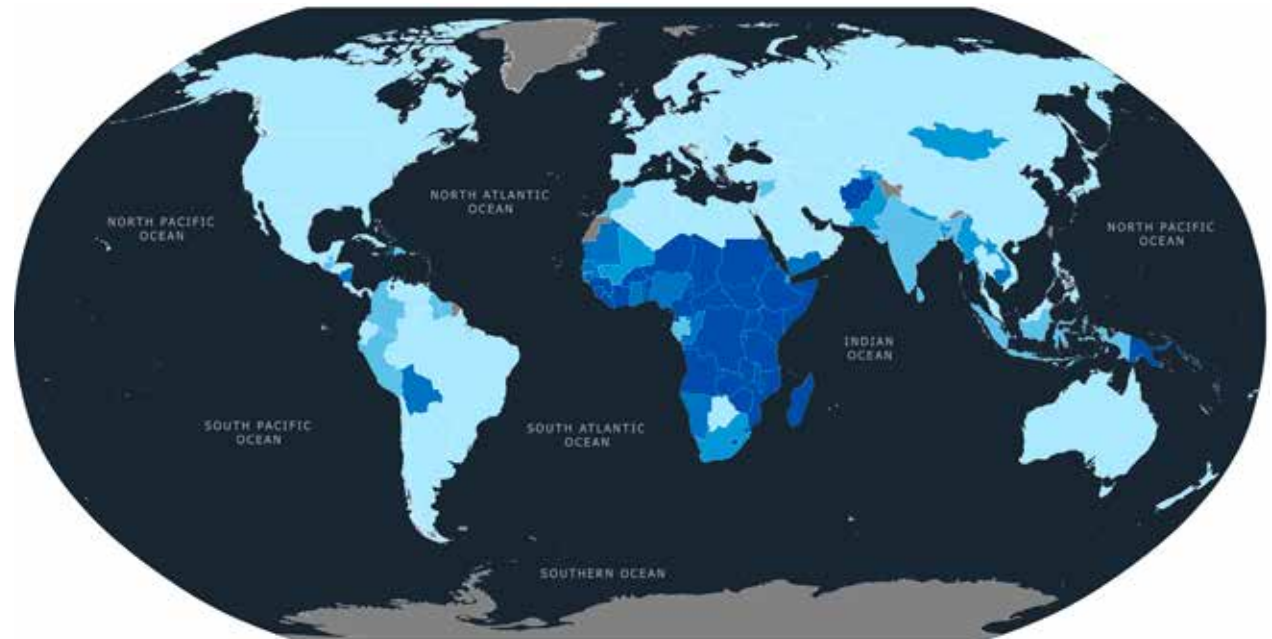 NORTH ATLANTIC
OCEAN
NORTH PACIFIC
OCEAN
NORTH PACIFIC
OCEAN
INDIAN
OCEAN
SOUTH PACIFIC
OCEAN
SOUTH ATLANTIC
OCEAN
SOUTHERN OCEAN